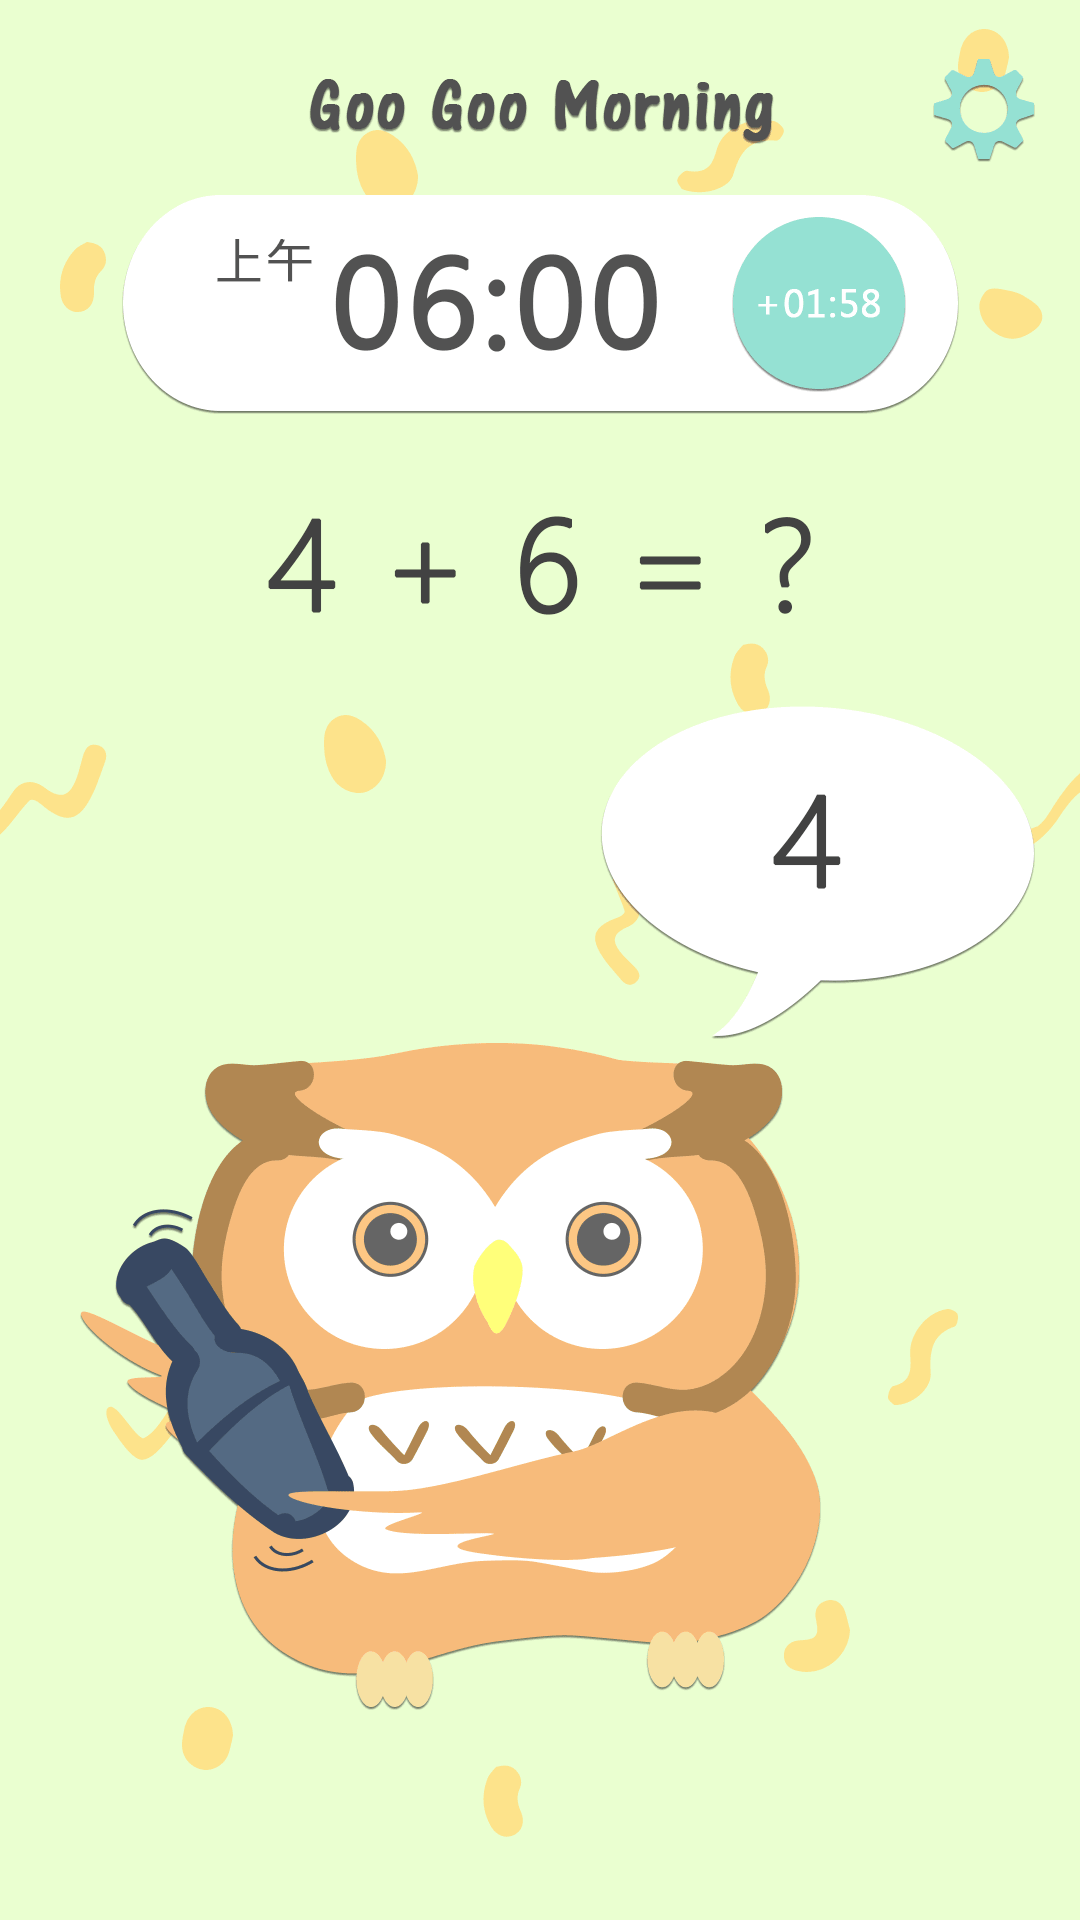 Goo Goo Morning
上午 06:00 +01:58
4 + 6 = ?
4